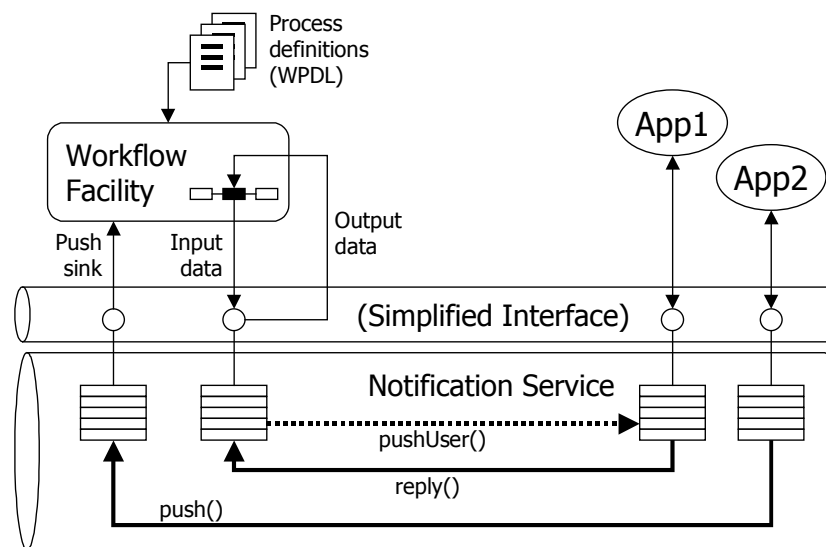 Process
definitions
(WPDL)
Workflow
Facility
App1
App2
Push
sink
Input
data
Output
data
(Simplified Interface)
Notification Service
pushUser()
reply()
push()